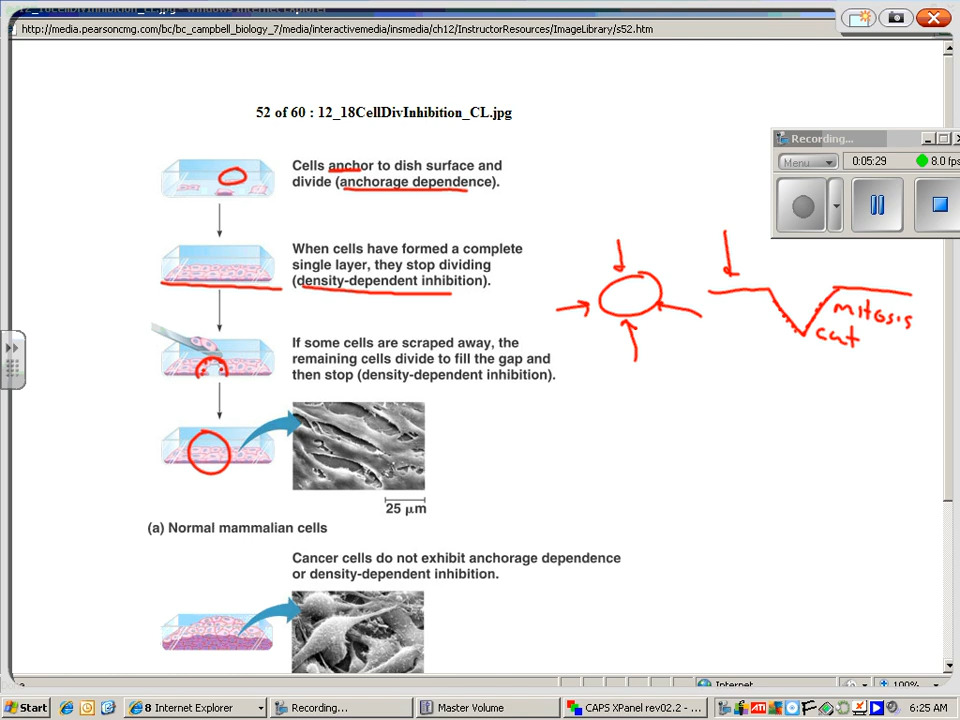 http://media.pearsoncmg.com/bc/bc_campbell_biology_7/media/interactivemedia/insmedia/ch12/InstructorResources/ImageLibrary/s52.htm
52 of 60 : 12_18CellDivInhibition_CL.jpg
Recording...
Menu
0:05:29
8.0 fps
Cells anchor to dish surface and
divide (anchorage dependence).
When cells have formed a complete
single layer, they stop dividing
(density-dependent inhibition).
mitosis
cut
If some cells are scraped away, the
remaining cells divide to fill the gap and
then stop (density-dependent inhibition).
25 μm
(a) Normal mammalian cells
Cancer cells do not exhibit anchorage dependence
or density-dependent inhibition.
Internet
100%
Start
8 Internet Explorer
Recording...
Master Volume
CAPS XPanel rev02.2 - ...
6:25 AM